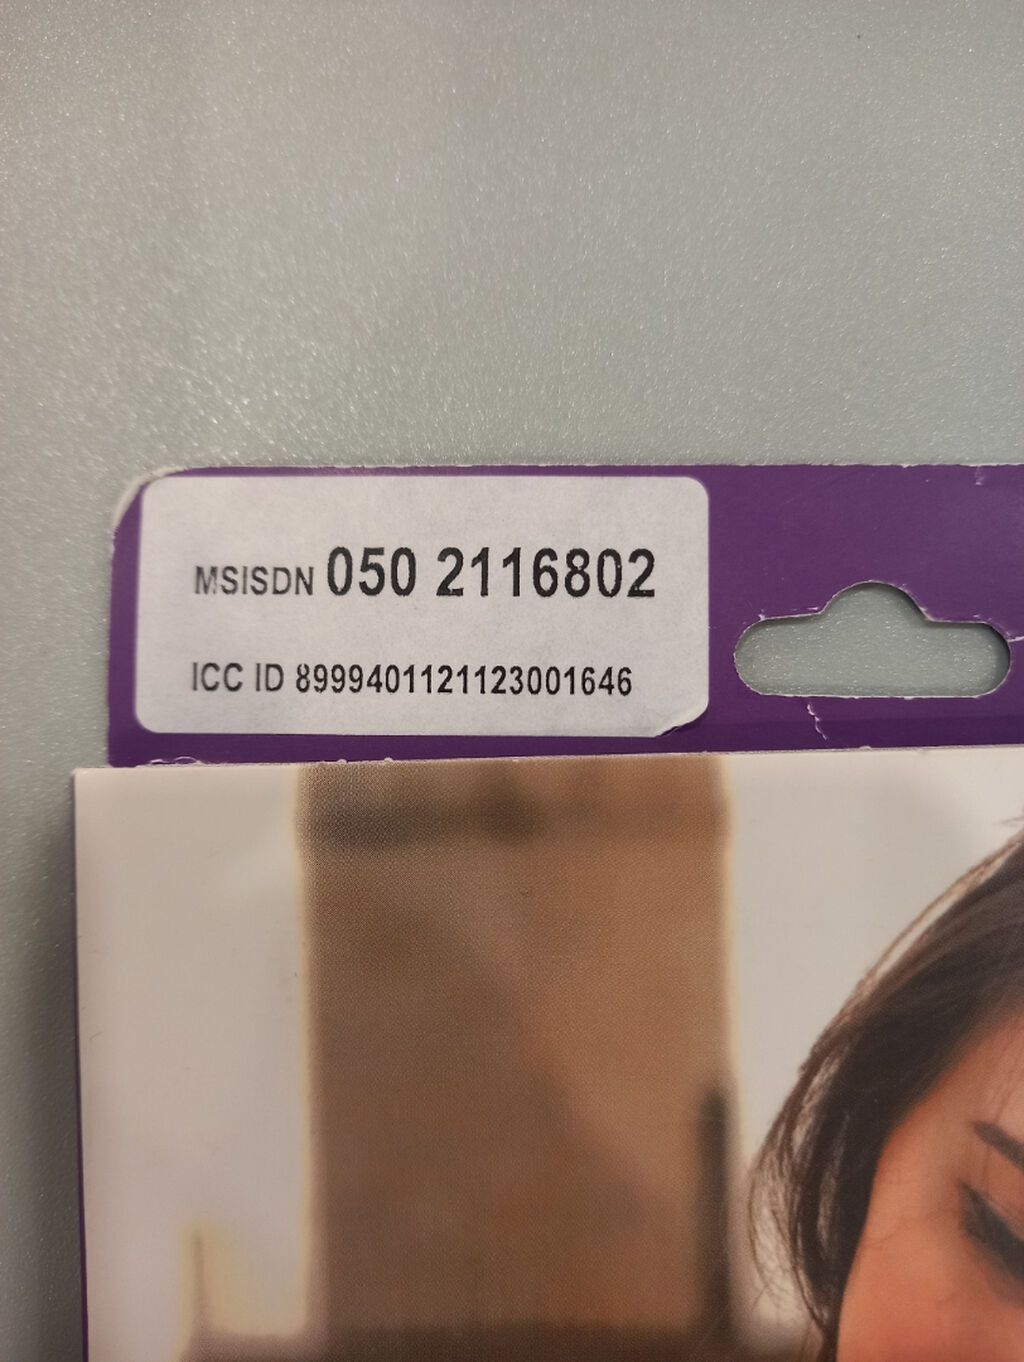 MSISDN 050 2116802
ICC ID 8999401121123001646